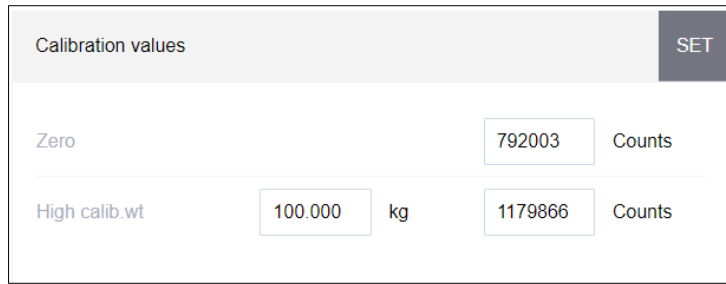 Calibration values SET
Zero 792003 Counts
High calib.wt 100.000 kg 1179866 Counts